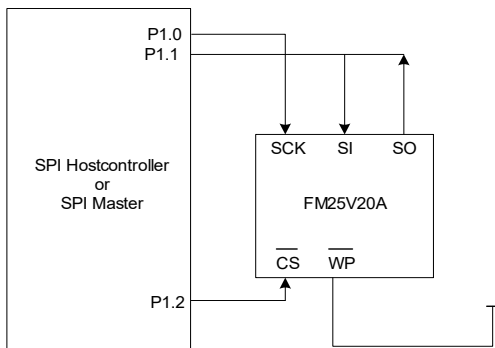 P1.0
P1.1
SCK SI SO
SPI Hostcontroller
or
SPI Master
FM25V20A
CS WP
P1.2